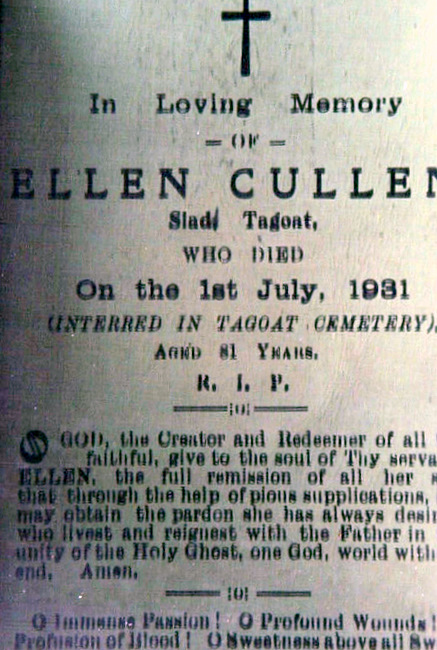 In Loving Memory
= OF =
ELLEN CULLEN
Slad, Tagoat,
WHO DIED
On the 1st July, 1931
(INTERRED IN TAGOAT CEMETERY),
AGED 81 YEARS.
R. I. P.
:o:
O GOD, the Creator and Redeemer of all
faithful, give to the soul of Thy serva
ELLEN, the full remission of all her s
that through the help of pious supplications,
may obtain the pardon she has always desir
who livest and reignest with the Father in
unity of the Holy Ghost, one God, world with
end, Amen.
:o:
O Immense Passion! O Profound Wounds!
Profusion of Blood! O Sweetness above all Sw